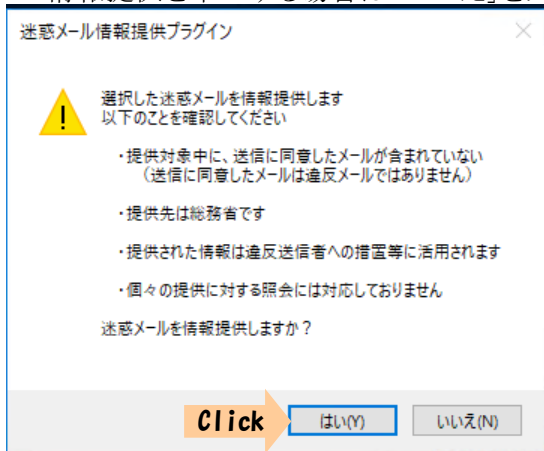 迷惑メール情報提供プラグイン
選択した迷惑メールを情報提供します
以下のことを確認してください
・提供対象中に、送信に同意したメールが含まれていない
（送信に同意したメールは違反メールではありません）
・提供先は総務省です
・提供された情報は違反送信者への措置等に活用されます
・個々の提供に対する照会には対応しておりません
迷惑メールを情報提供しますか？
Click はい(Y) いいえ(N)